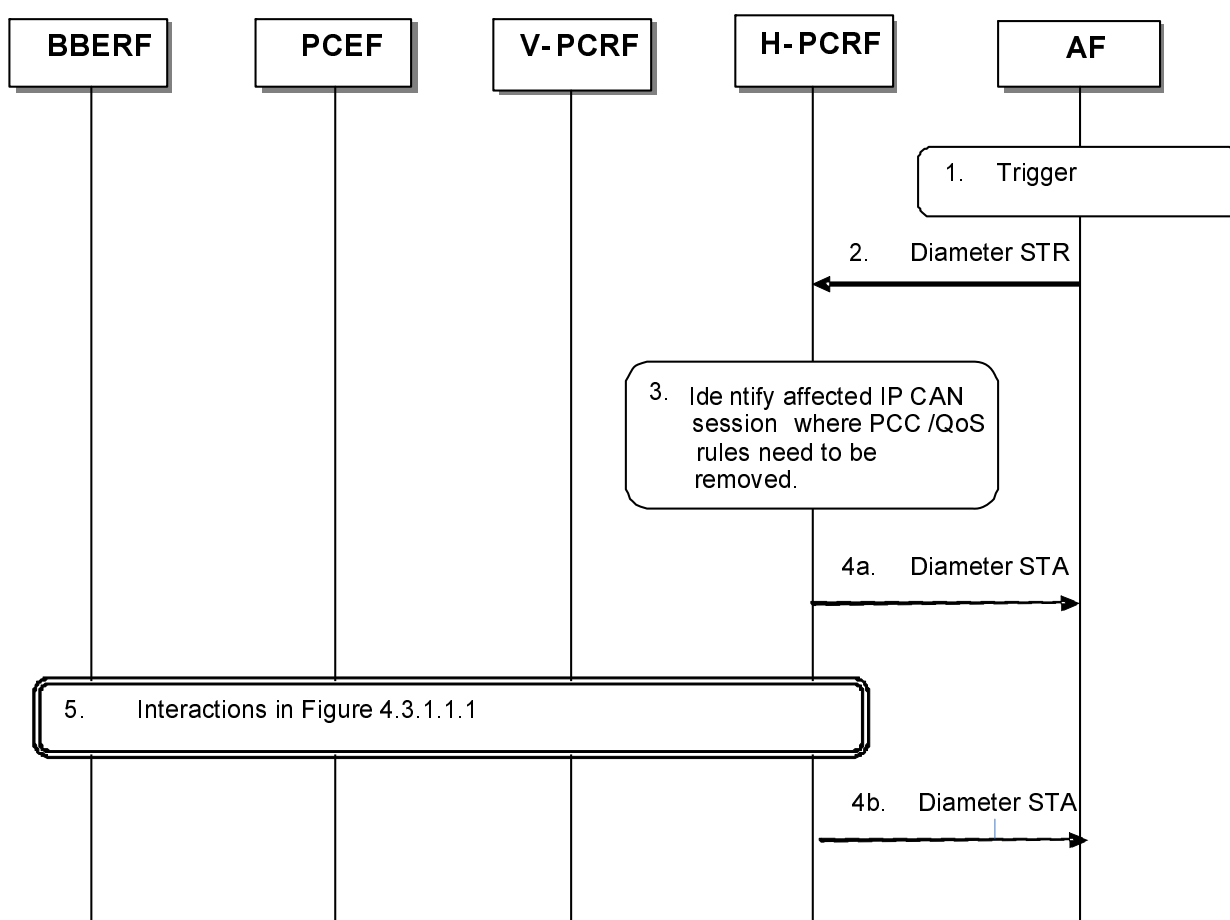 BBERF PCEF V-PCRF H-PCRF AF
1. Trigger
2. Diameter STR
3. Ide ntify affected IP CAN
session where PCC /QoS
rules need to be
removed.
4a. Diameter STA
5. Interactions in Figure 4.3.1.1.1
4b. Diameter STA